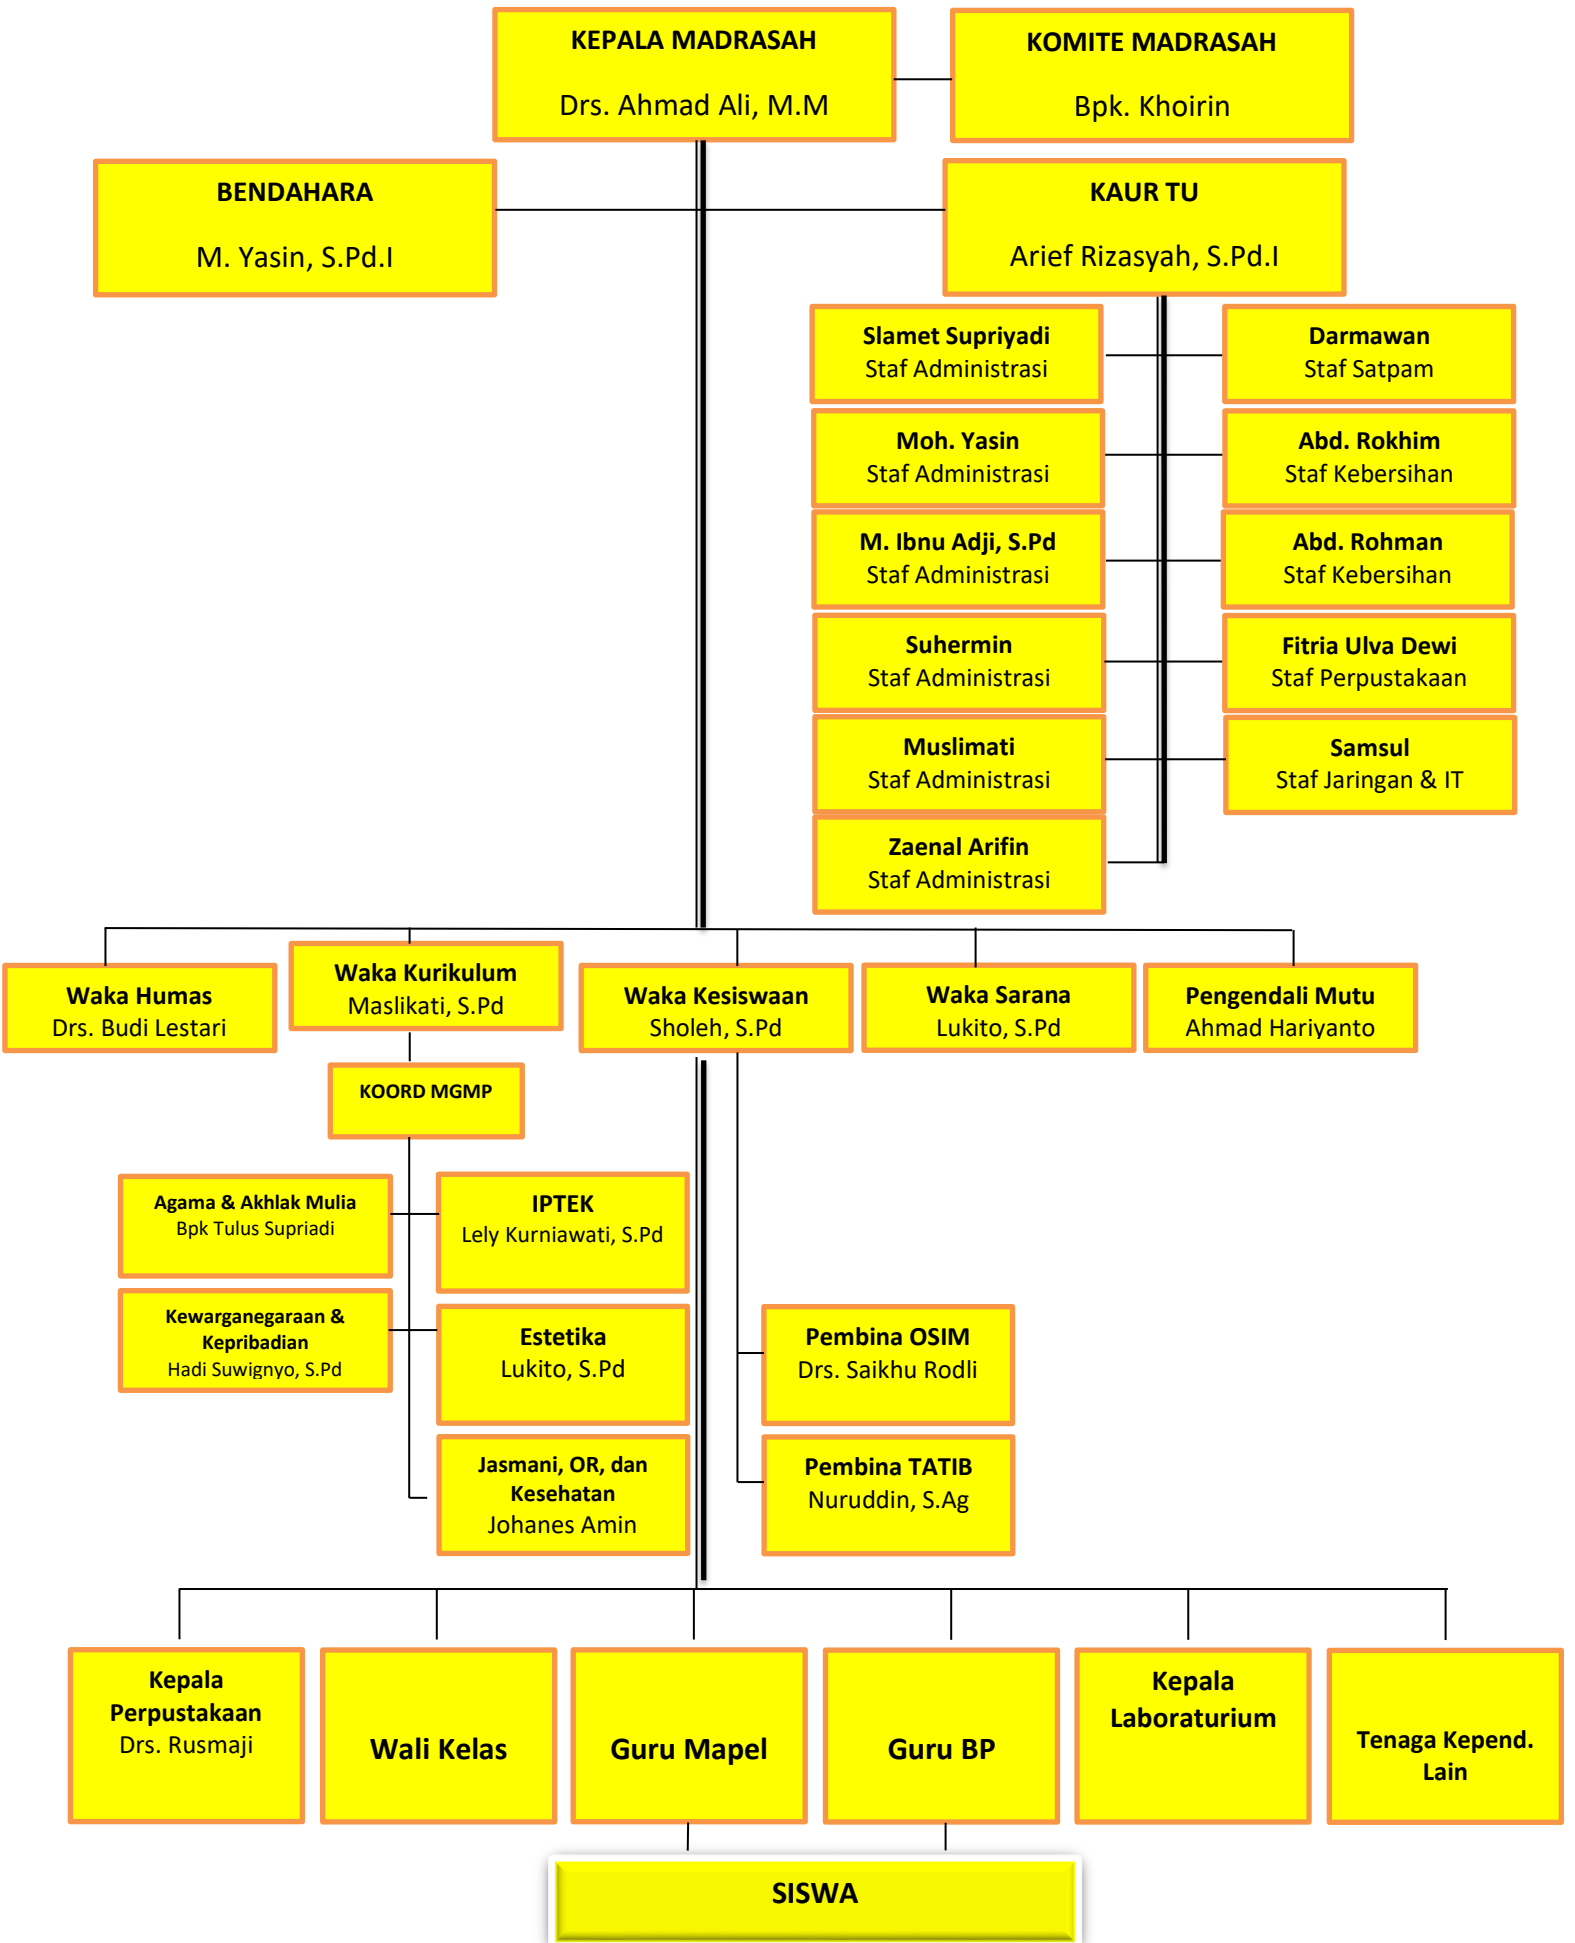 KEPALA MADRASAH
Drs. Ahmad Ali, M.M
KOMITE MADRASAH
Bpk. Khoirin
BENDAHARA
M. Yasin, S.Pd.I
KAUR TU
Arief Rizasyah, S.Pd.I
Slamet Supriyadi
Staf Administrasi
Darmawan
Staf Satpam
Moh. Yasin
Staf Administrasi
Abd. Rokhim
Staf Kebersihan
M. Ibnu Adji, S.Pd
Staf Administrasi
Abd. Rohman
Staf Kebersihan
Suhermin
Staf Administrasi
Fitria Ulva Dewi
Staf Perpustakaan
Muslimati
Staf Administrasi
Samsul
Staf Jaringan & IT
Zaenal Arifin
Staf Administrasi
Waka Humas
Drs. Budi Lestari
Waka Kurikulum
Maslikati, S.Pd
Waka Kesiswaan
Sholeh, S.Pd
Waka Sarana
Lukito, S.Pd
Pengendali Mutu
Ahmad Hariyanto
KOORD MGMP
Agama & Akhlak Mulia
Bpk Tulus Supriadi
IPTEK
Lely Kurniawati, S.Pd
Kewarganegaraan &
Kepribadian
Hadi Suwignyo, S.Pd
Estetika
Lukito, S.Pd
Pembina OSIM
Drs. Saikhu Rodli
Jasmani, OR, dan
Kesehatan
Johanes Amin
Pembina TATIB
Nuruddin, S.Ag
Kepala
Perpustakaan
Drs. Rusmaji
Wali Kelas
Guru Mapel
Guru BP
Kepala
Laboraturium
Tenaga Kepend.
Lain
SISWA